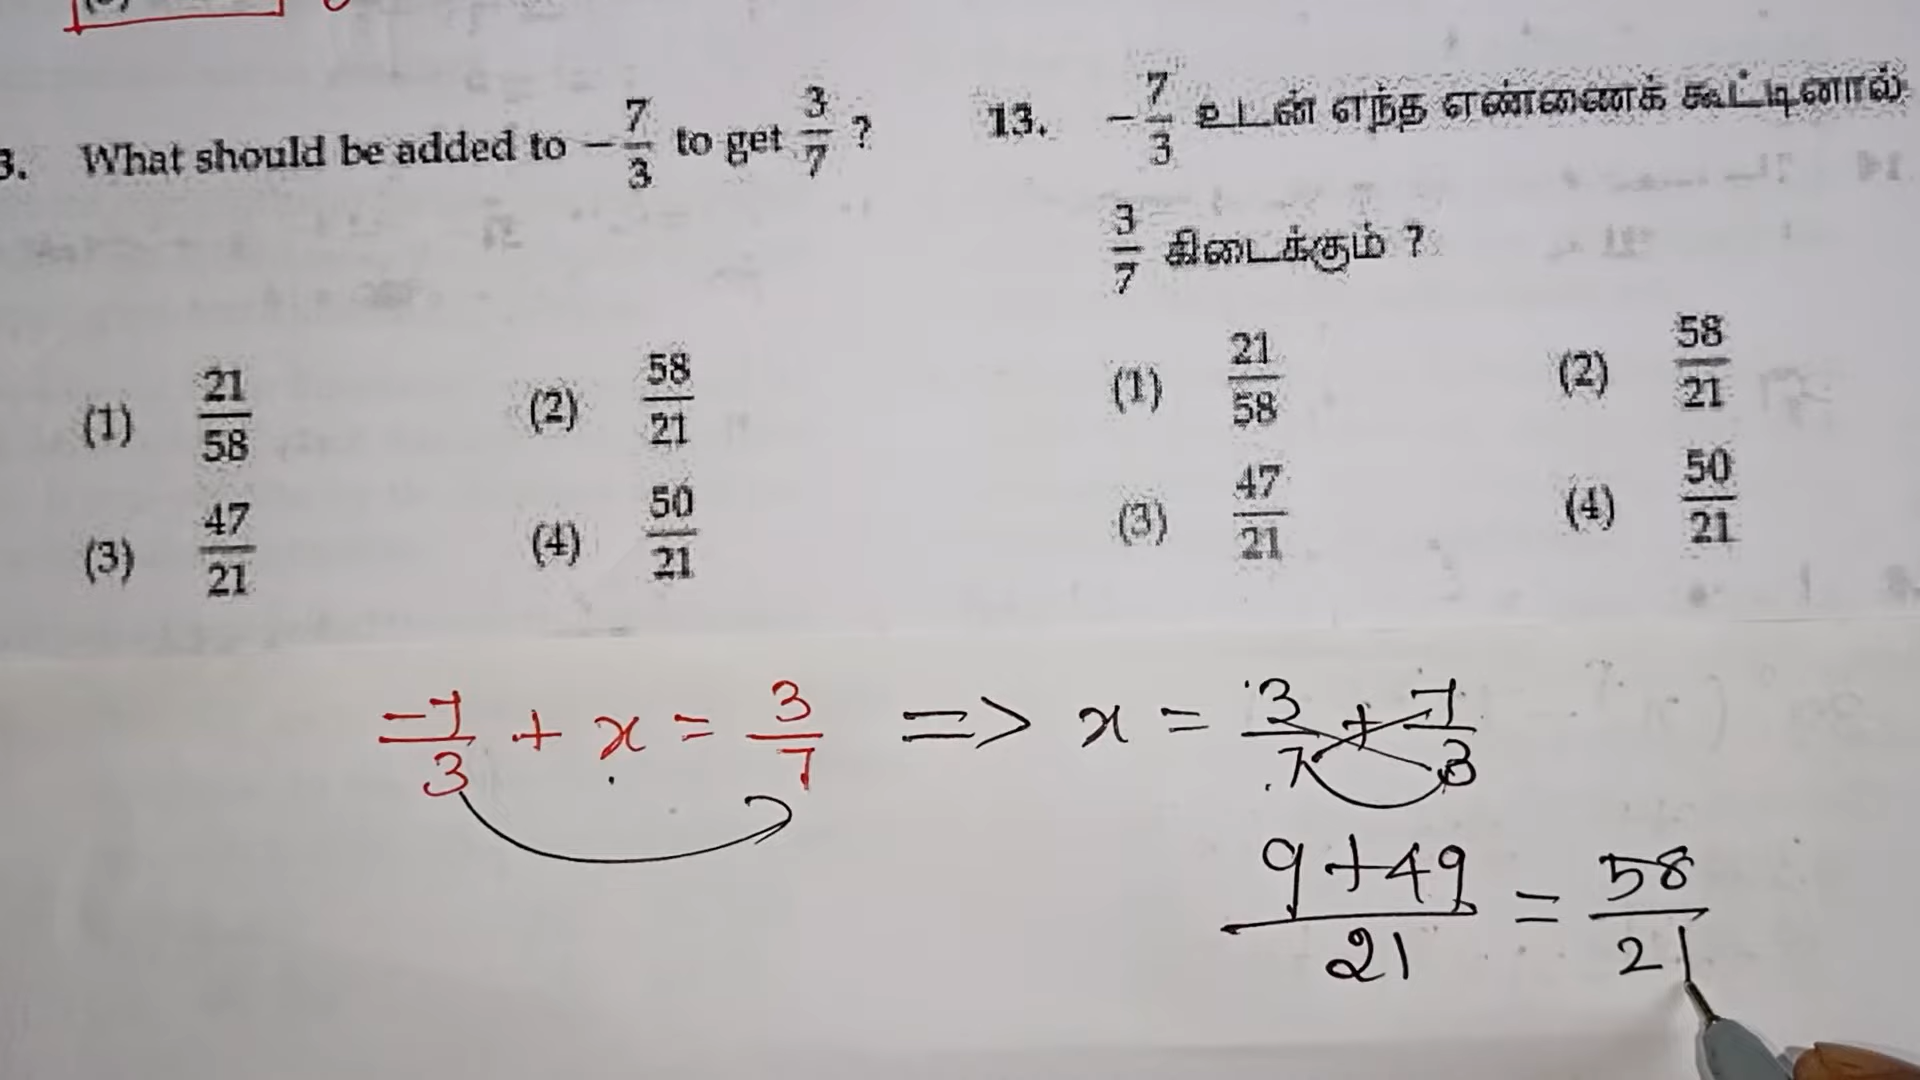 3. What should be added to -7/3 to get 3/7 ?
(1) 21/58 (2) 58/21
(3) 47/21 (4) 50/21
13. -7/3 உடன் எந்த எண்ணைக் கூட்டினால்
3/7 கிடைக்கும் ?
(1) 21/58 (2) 58/21
(3) 47/21 (4) 50/21
-7/3 + x = 3/7 => x = 3/7 + 7/3
9+49/21 = 58/21